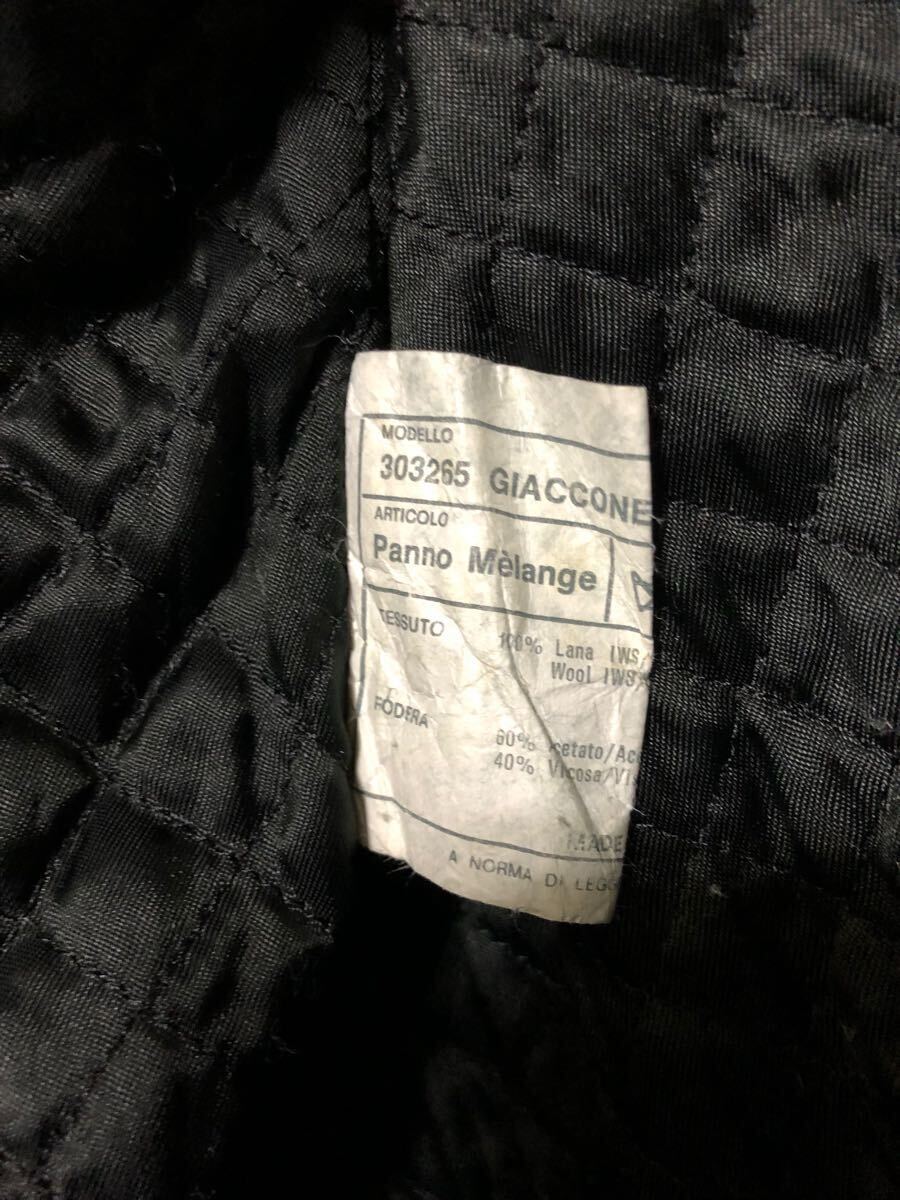 MODELLO
303265 GIACCONE
ARTICOLO
Panno Mèlange
TESSUTO 100% Lana IWS/
Wool IWS
FODERA
60% Acetato/Ac
40% Viscosa/Vi
MADE
A NORMA DI LEGG